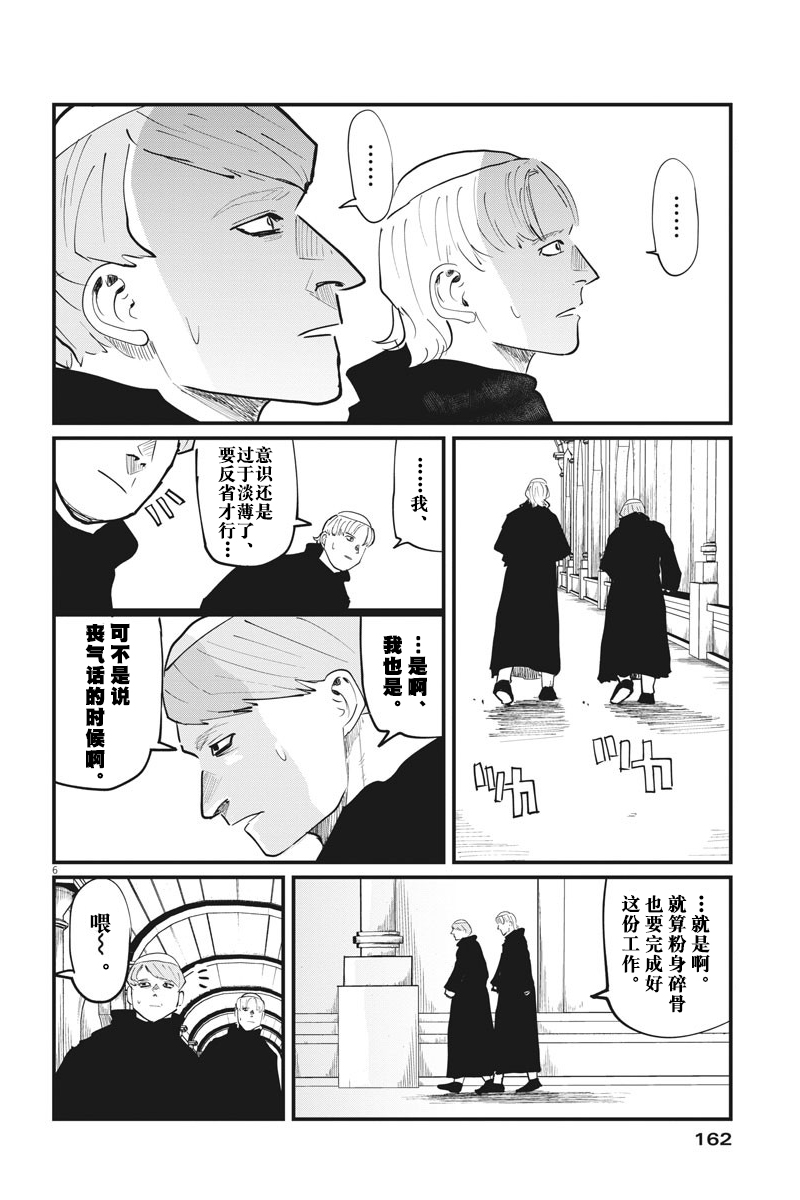 ……
……
ツカ
ツカ
……我、
意识还是
过于淡薄了、
要反省才行…
…是啊、
我也是。
可不是说
丧气话的时候啊。
…就是啊。
就算粉身碎骨
也要完成好
这份工作。
喂～。
6
162